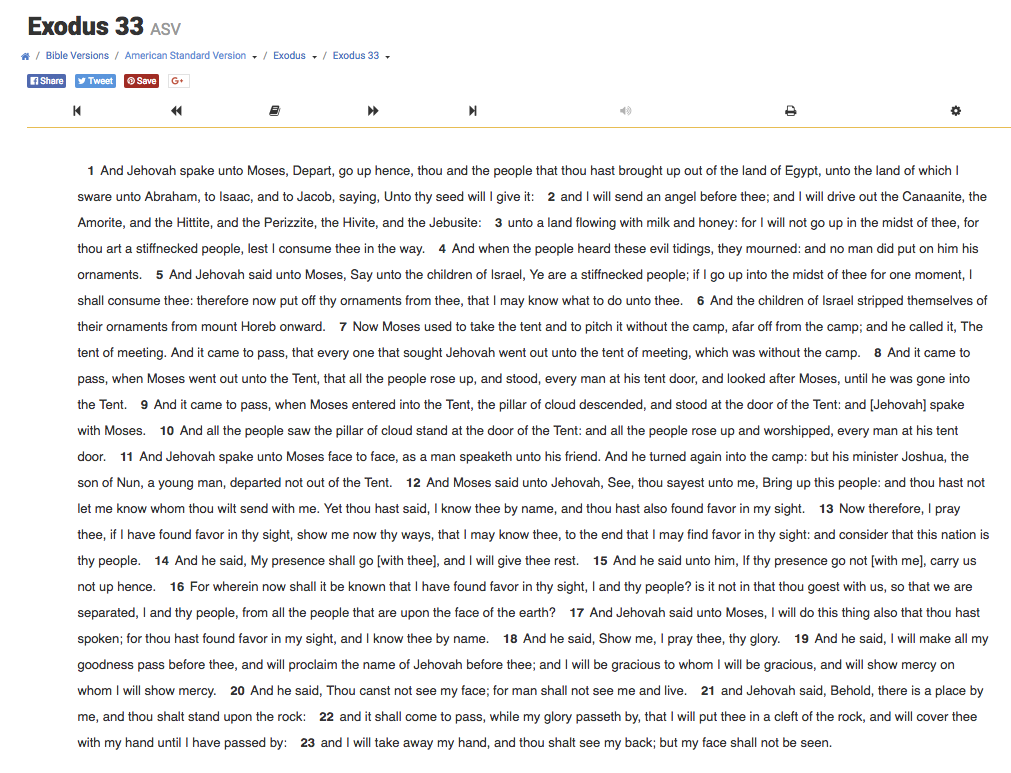 Exodus 33 ASV
/ Bible Versions / American Standard Version / Exodus / Exodus 33
Share Tweet Save G+
1 And Jehovah spake unto Moses, Depart, go up hence, thou and the people that thou hast brought up out of the land of Egypt, unto the land of which I
sware unto Abraham, to Isaac, and to Jacob, saying, Unto thy seed will I give it: 2 and I will send an angel before thee; and I will drive out the Canaanite, the
Amorite, and the Hittite, and the Perizzite, the Hivite, and the Jebusite: 3 unto a land flowing with milk and honey: for I will not go up in the midst of thee, for
thou art a stiffnecked people, lest I consume thee in the way. 4 And when the people heard these evil tidings, they mourned: and no man did put on him his
ornaments. 5 And Jehovah said unto Moses, Say unto the children of Israel, Ye are a stiffnecked people; if I go up into the midst of thee for one moment, I
shall consume thee: therefore now put off thy ornaments from thee, that I may know what to do unto thee. 6 And the children of Israel stripped themselves of
their ornaments from mount Horeb onward. 7 Now Moses used to take the tent and to pitch it without the camp, afar off from the camp; and he called it, The
tent of meeting. And it came to pass, that every one that sought Jehovah went out unto the tent of meeting, which was without the camp. 8 And it came to
pass, when Moses went out unto the Tent, that all the people rose up, and stood, every man at his tent door, and looked after Moses, until he was gone into
the Tent. 9 And it came to pass, when Moses entered into the Tent, the pillar of cloud descended, and stood at the door of the Tent: and [Jehovah] spake
with Moses. 10 And all the people saw the pillar of cloud stand at the door of the Tent: and all the people rose up and worshipped, every man at his tent
door. 11 And Jehovah spake unto Moses face to face, as a man speaketh unto his friend. And he turned again into the camp: but his minister Joshua, the
son of Nun, a young man, departed not out of the Tent. 12 And Moses said unto Jehovah, See, thou sayest unto me, Bring up this people: and thou hast not
let me know whom thou wilt send with me. Yet thou hast said, I know thee by name, and thou hast also found favor in my sight. 13 Now therefore, I pray
thee, if I have found favor in thy sight, show me now thy ways, that I may know thee, to the end that I may find favor in thy sight: and consider that this nation is
thy people. 14 And he said, My presence shall go [with thee], and I will give thee rest. 15 And he said unto him, If thy presence go not [with me], carry us
not up hence. 16 For wherein now shall it be known that I have found favor in thy sight, I and thy people? is it not in that thou goest with us, so that we are
separated, I and thy people, from all the people that are upon the face of the earth? 17 And Jehovah said unto Moses, I will do this thing also that thou hast
spoken; for thou hast found favor in my sight, and I know thee by name. 18 And he said, Show me, I pray thee, thy glory. 19 And he said, I will make all my
goodness pass before thee, and will proclaim the name of Jehovah before thee; and I will be gracious to whom I will be gracious, and will show mercy on
whom I will show mercy. 20 And he said, Thou canst not see my face; for man shall not see me and live. 21 and Jehovah said, Behold, there is a place by
me, and thou shalt stand upon the rock: 22 and it shall come to pass, while my glory passeth by, that I will put thee in a cleft of the rock, and will cover thee
with my hand until I have passed by: 23 and I will take away my hand, and thou shalt see my back; but my face shall not be seen.